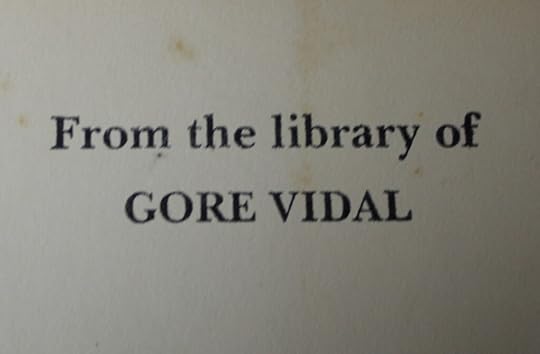 From the library of
GORE VIDAL